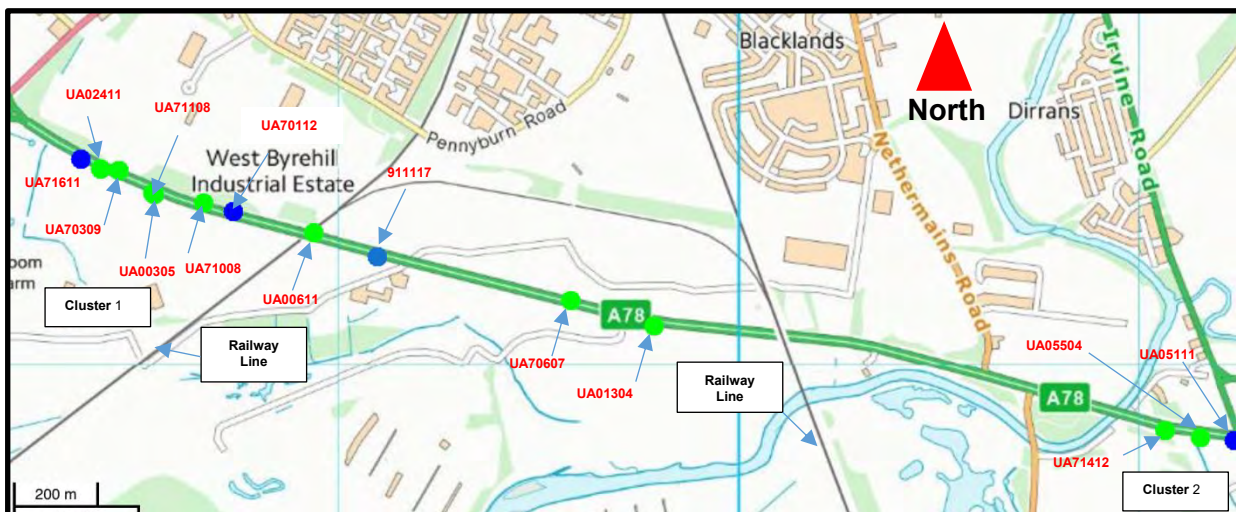 Blacklands
North
Dirrans
Irvine Road
UA02411
UA71108
UA70112
Pennyburn Road
Nethermains Road
West Byrehill
Industrial Estate
911117
UA71611
UA70309
UA00305
UA71008
oom
arm
Cluster 1
UA00611
A78
Railway
Line
UA70607
UA01304
Railway
Line
UA05504
UA05111
A78
UA71412
Cluster 2
200 m